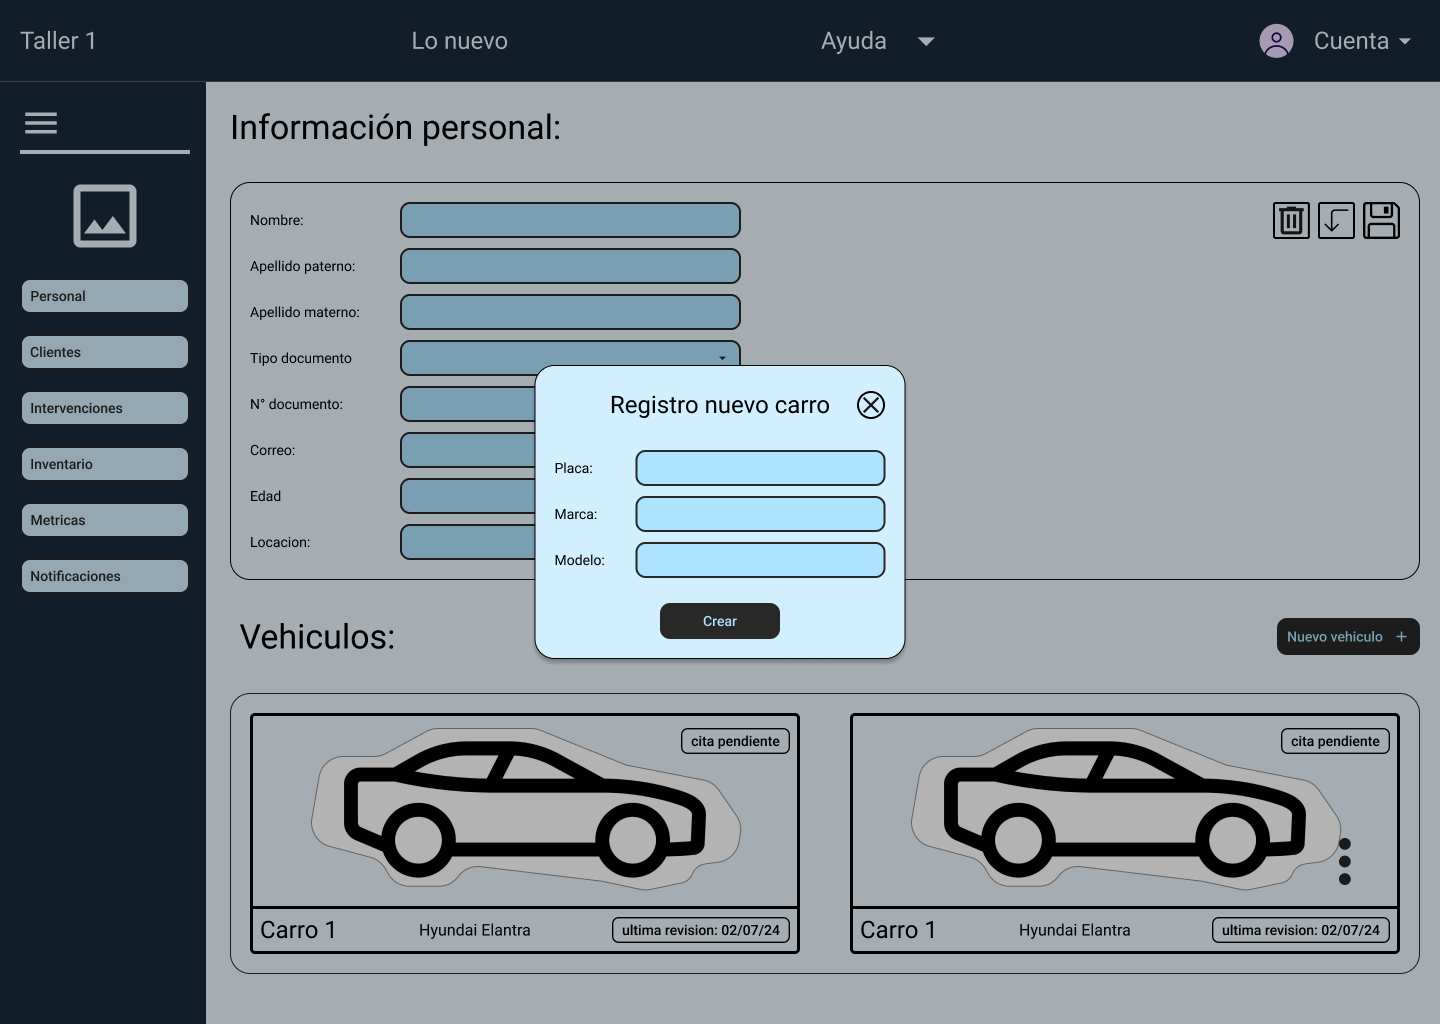 Taller 1
Lo nuevo
Ayuda
Cuenta
Información personal:
Personal
Clientes
Intervenciones
Inventario
Metricas
Notificaciones
Nombre:
Apellido paterno:
Apellido materno:
Tipo documento
N° documento:
Correo:
Edad
Locacion:
Registro nuevo carro
Placa:
Marca:
Modelo:
Crear
Vehiculos:
Nuevo vehiculo +
cita pendiente
Carro 1
Hyundai Elantra
ultima revision: 02/07/24
cita pendiente
Carro 1
Hyundai Elantra
ultima revision: 02/07/24